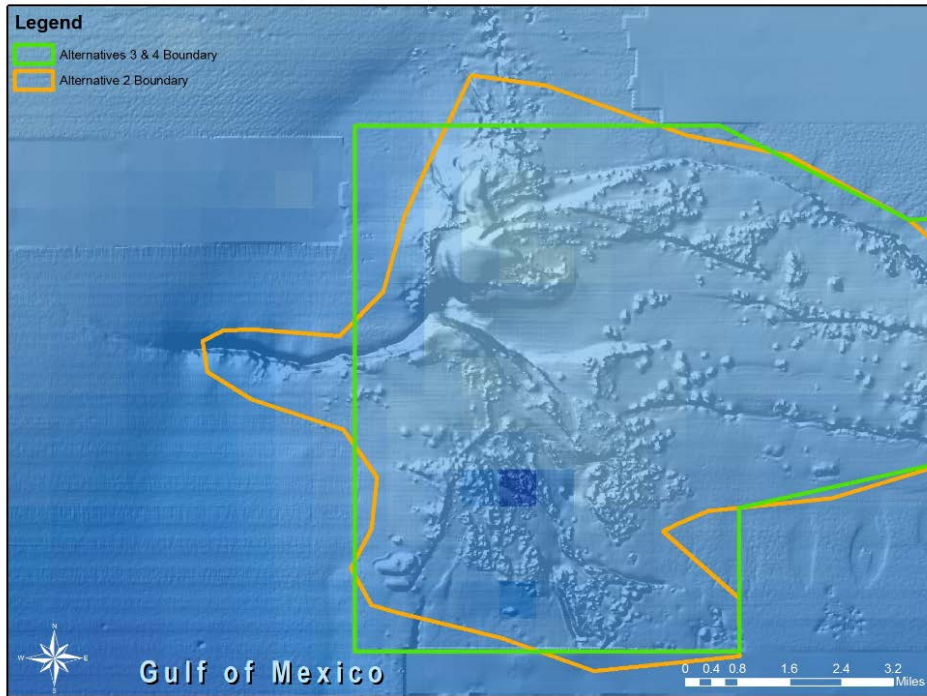 Legend
Alternatives 3 & 4 Boundary
Alternative 2 Boundary
N
W E
S
Gulf of Mexico
0 0.4 0.8 1.6 2.4 3.2
Miles